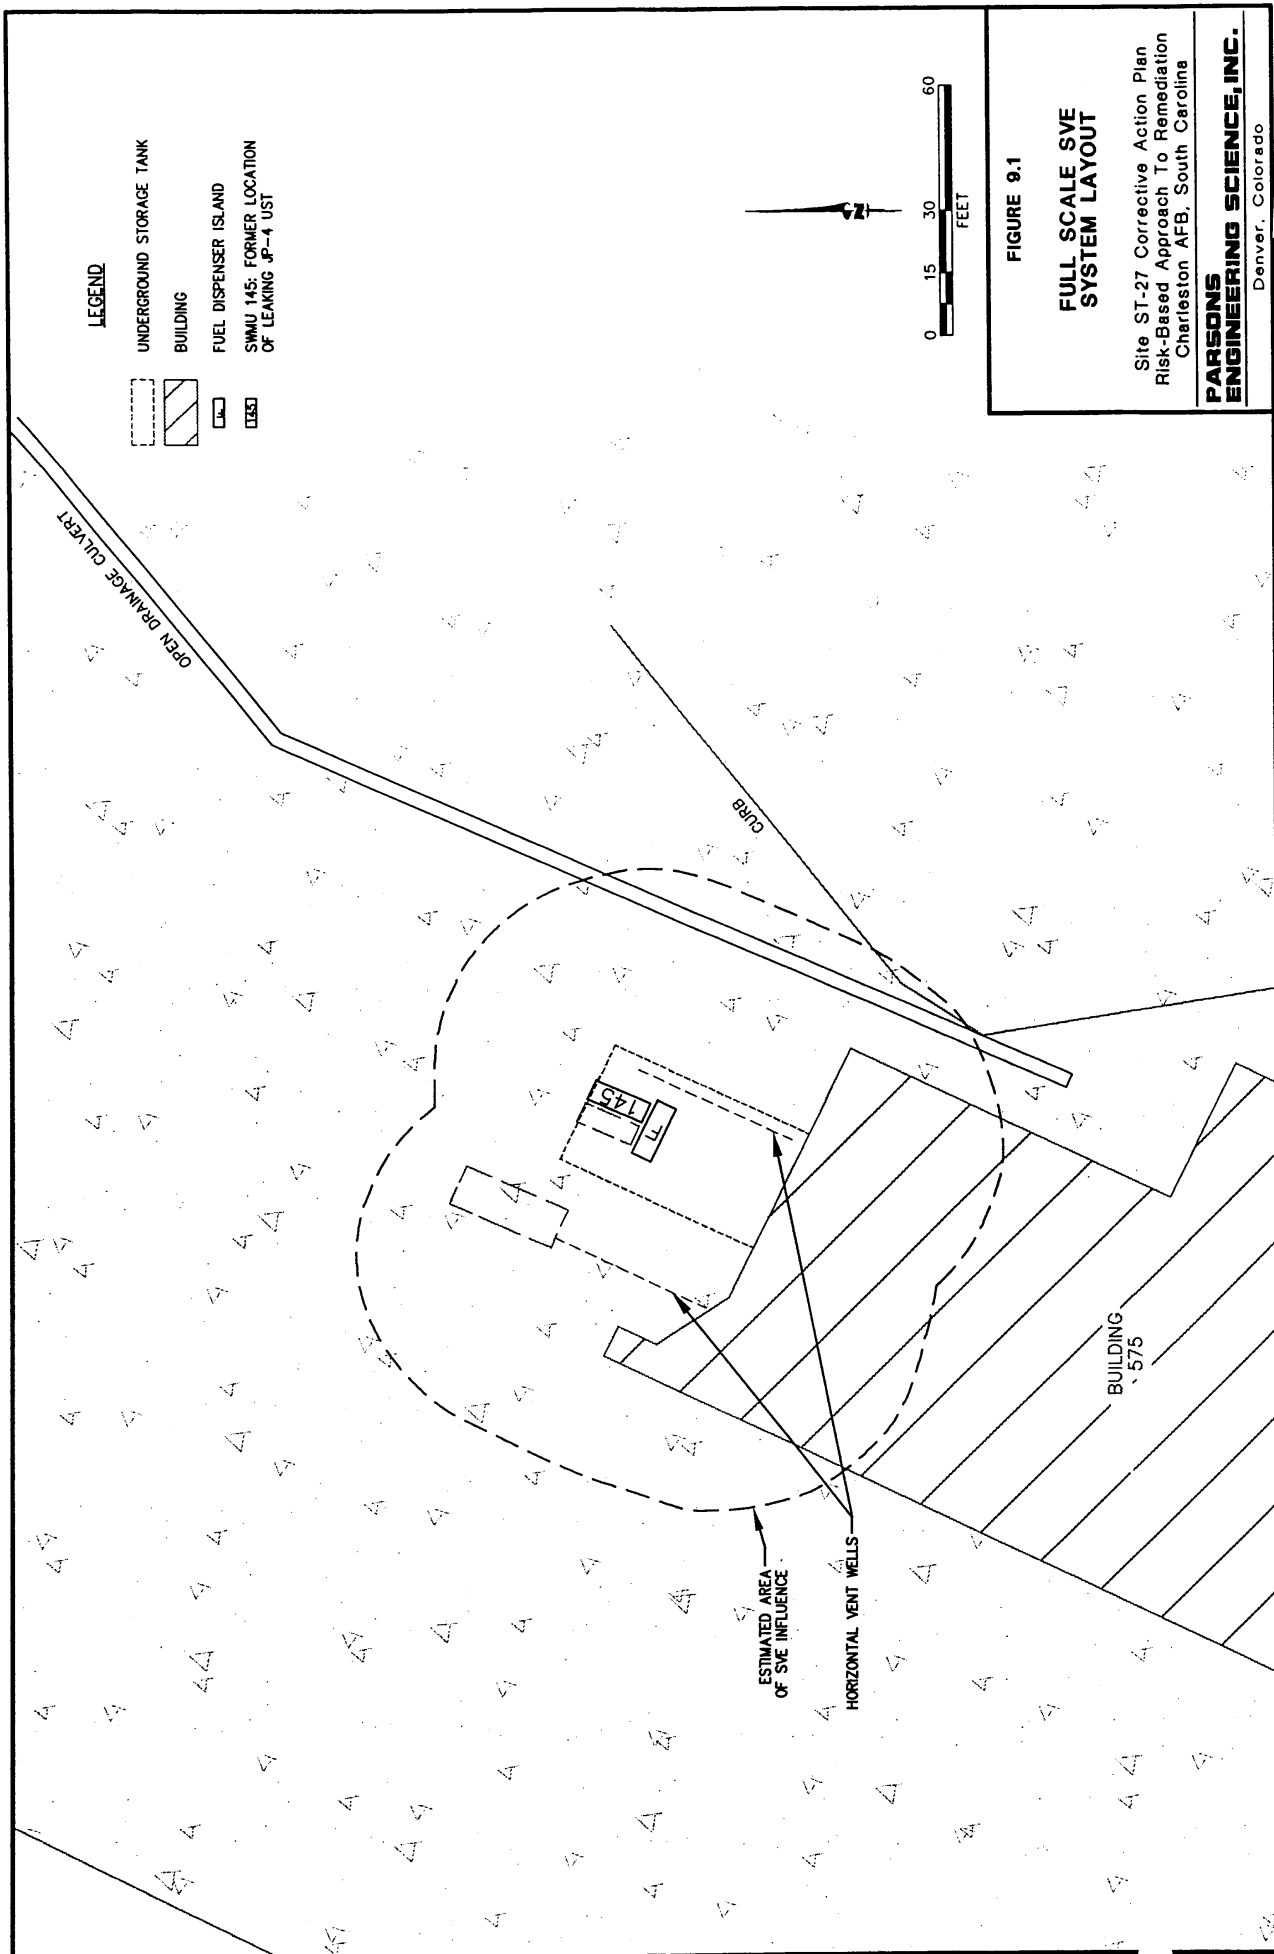 LEGEND
UNDERGROUND STORAGE TANK
BUILDING
F
FUEL DISPENSER ISLAND
145
SWMU 145: FORMER LOCATION
OF LEAKING JP-4 UST
OPEN DRAINAGE CULVERT
CURB
145
F
ESTIMATED AREA
OF SVE INFLUENCE
HORIZONTAL VENT WELLS
BUILDING
575
N
0 15 30 60
FEET
FIGURE 9.1
FULL SCALE SVE
SYSTEM LAYOUT
Site ST-27 Corrective Action Plan
Risk-Based Approach To Remediation
Charleston AFB, South Carolina
PARSONS
ENGINEERING SCIENCE, INC.
Denver, Colorado